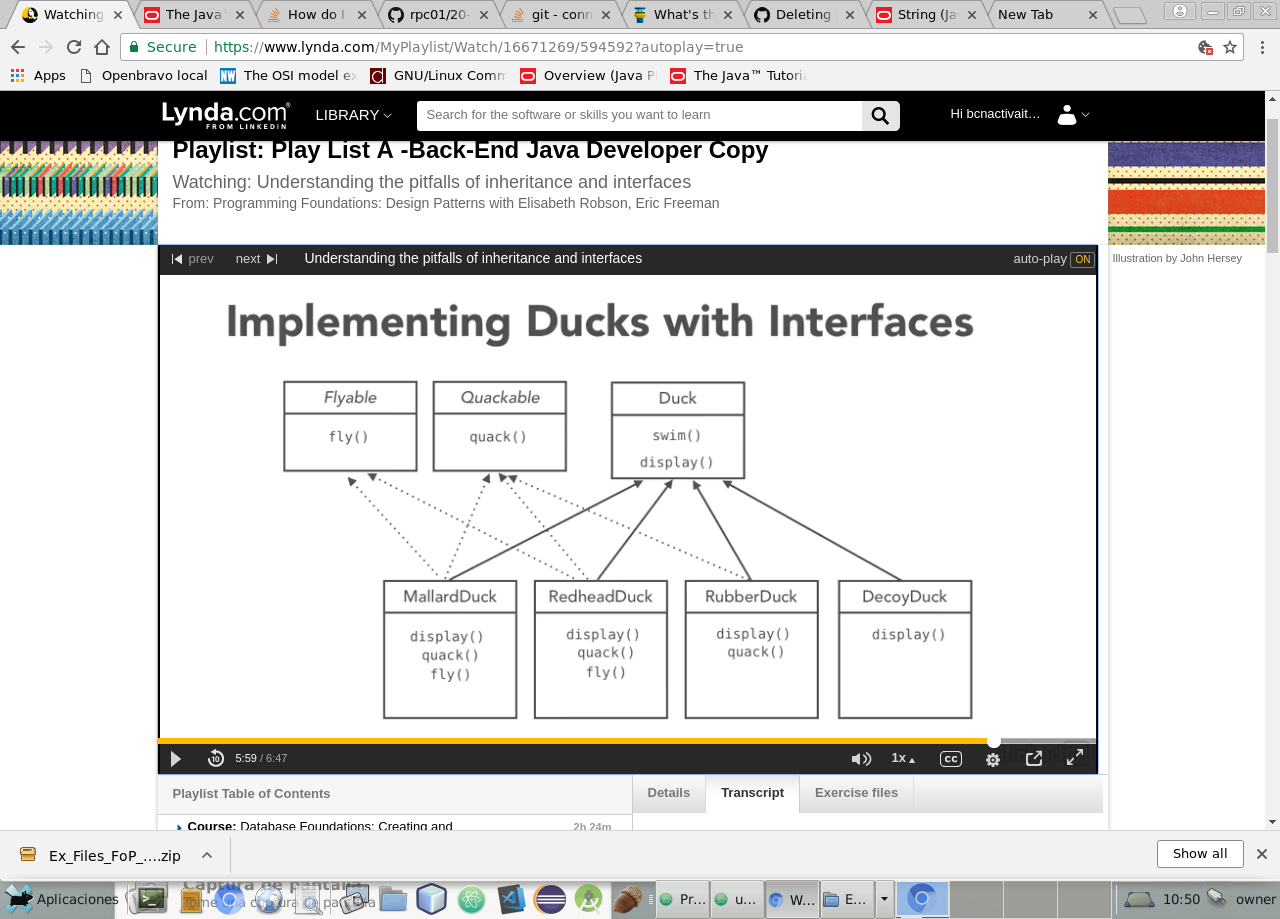 Watching
The Java™
How do I
rpc01/20-
git - conn
What's th
Deleting
String (Ja
New Tab
Secure
https://www.lynda.com/MyPlaylist/Watch/16671269/594592?autoplay=true
Apps
Openbravo local
The OSI model ex
GNU/Linux Comm
Overview (Java P
The Java™ Tutoria
Lynda.com
FROM LINKEDIN
LIBRARY
Search for the software or skills you want to learn
Hi bcnactivait...
Playlist: Play List A -Back-End Java Developer Copy
Watching: Understanding the pitfalls of inheritance and interfaces
From: Programming Foundations: Design Patterns with Elisabeth Robson, Eric Freeman
Illustration by John Hersey
prev
next
Understanding the pitfalls of inheritance and interfaces
auto-play ON
Implementing Ducks with Interfaces
Flyable
fly()
Quackable
quack()
Duck
swim()
display()
MallardDuck
display()
quack()
fly()
RedheadDuck
display()
quack()
fly()
RubberDuck
display()
quack()
DecoyDuck
display()
10
5:59 / 6:47
1x
cc
Playlist Table of Contents
Details
Transcript
Exercise files
Course: Database Foundations: Creating and
2h 24m
Ex_Files_FoP_....zip
Show all
Aplicaciones
Captura de pantalla
Pr...
u...
W...
E...
10:50
owner